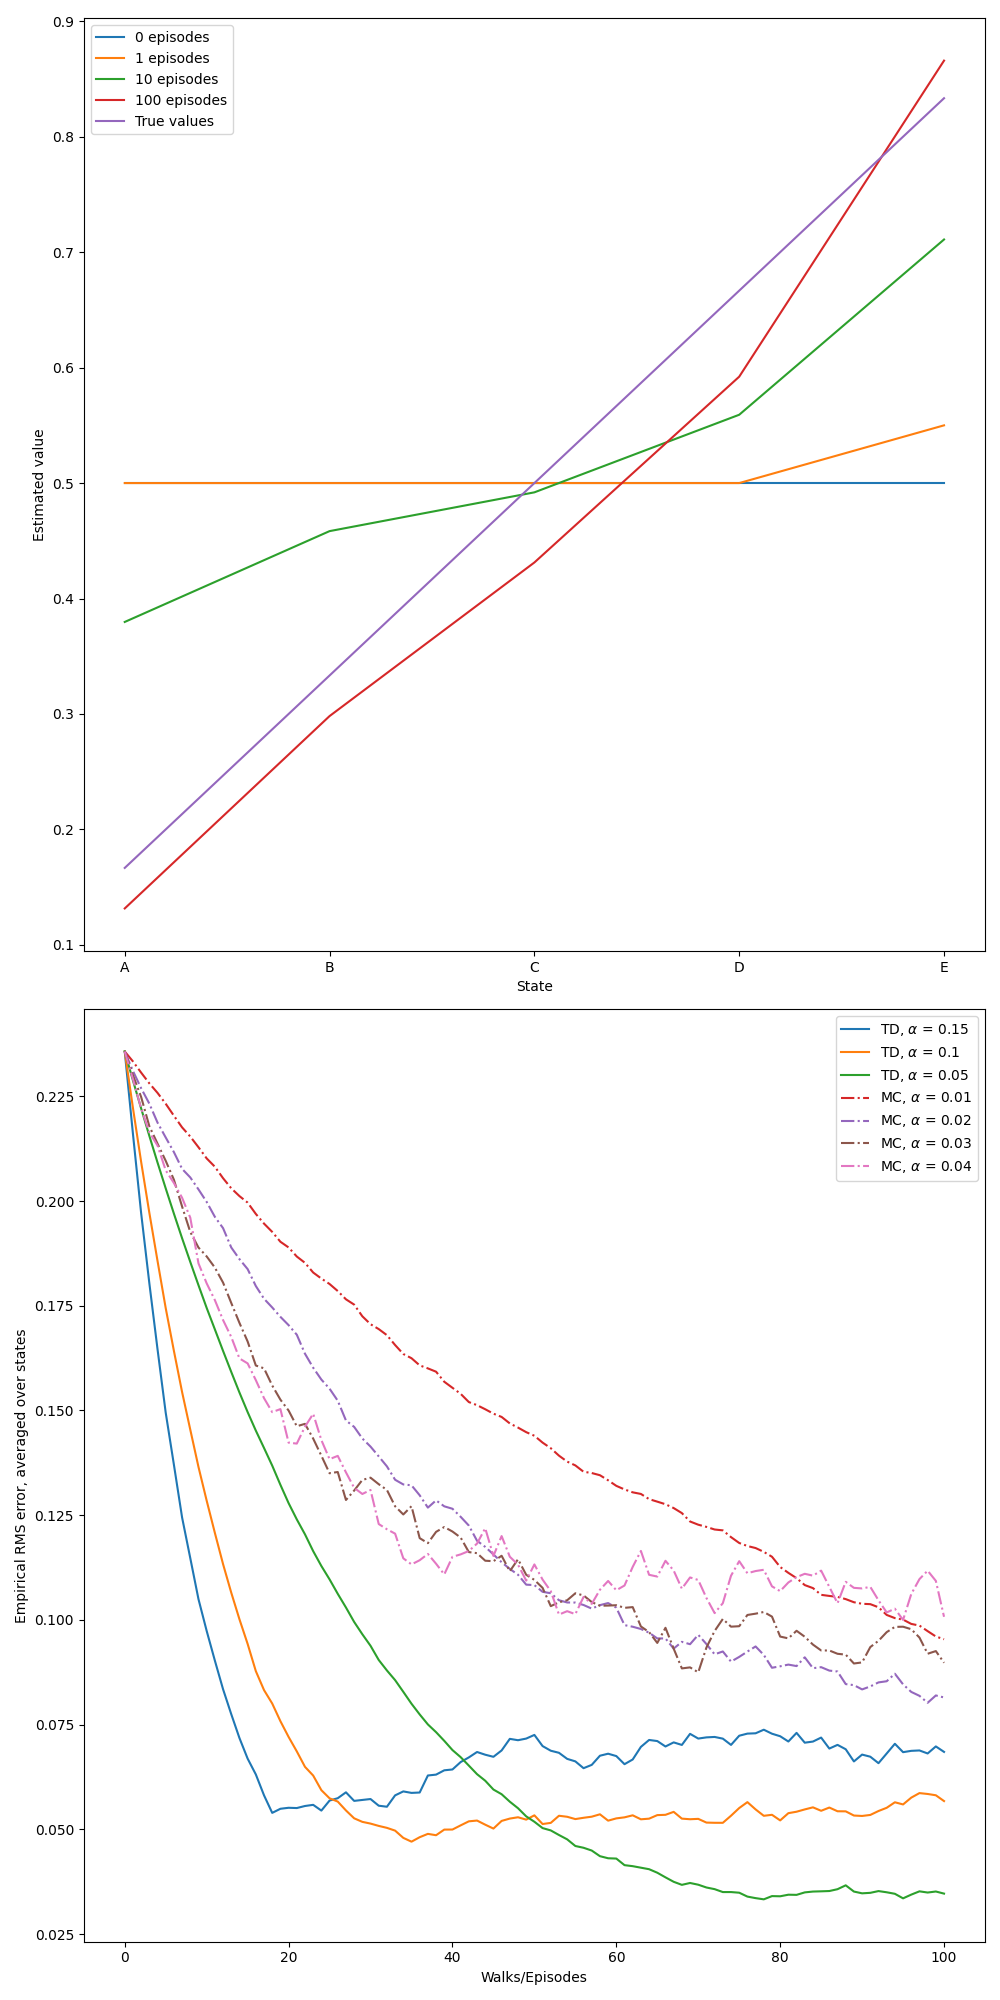 0.9
0.8
0.7
0.6
0.5
0.4
0.3
0.2
0.1
Estimated value
0 episodes
1 episodes
10 episodes
100 episodes
True values
A B C D E
State
0.225
0.200
0.175
0.150
0.125
0.100
0.075
0.050
0.025
Empirical RMS error, averaged over states
TD, α = 0.15
TD, α = 0.1
TD, α = 0.05
MC, α = 0.01
MC, α = 0.02
MC, α = 0.03
MC, α = 0.04
0 20 40 60 80 100
Walks/Episodes